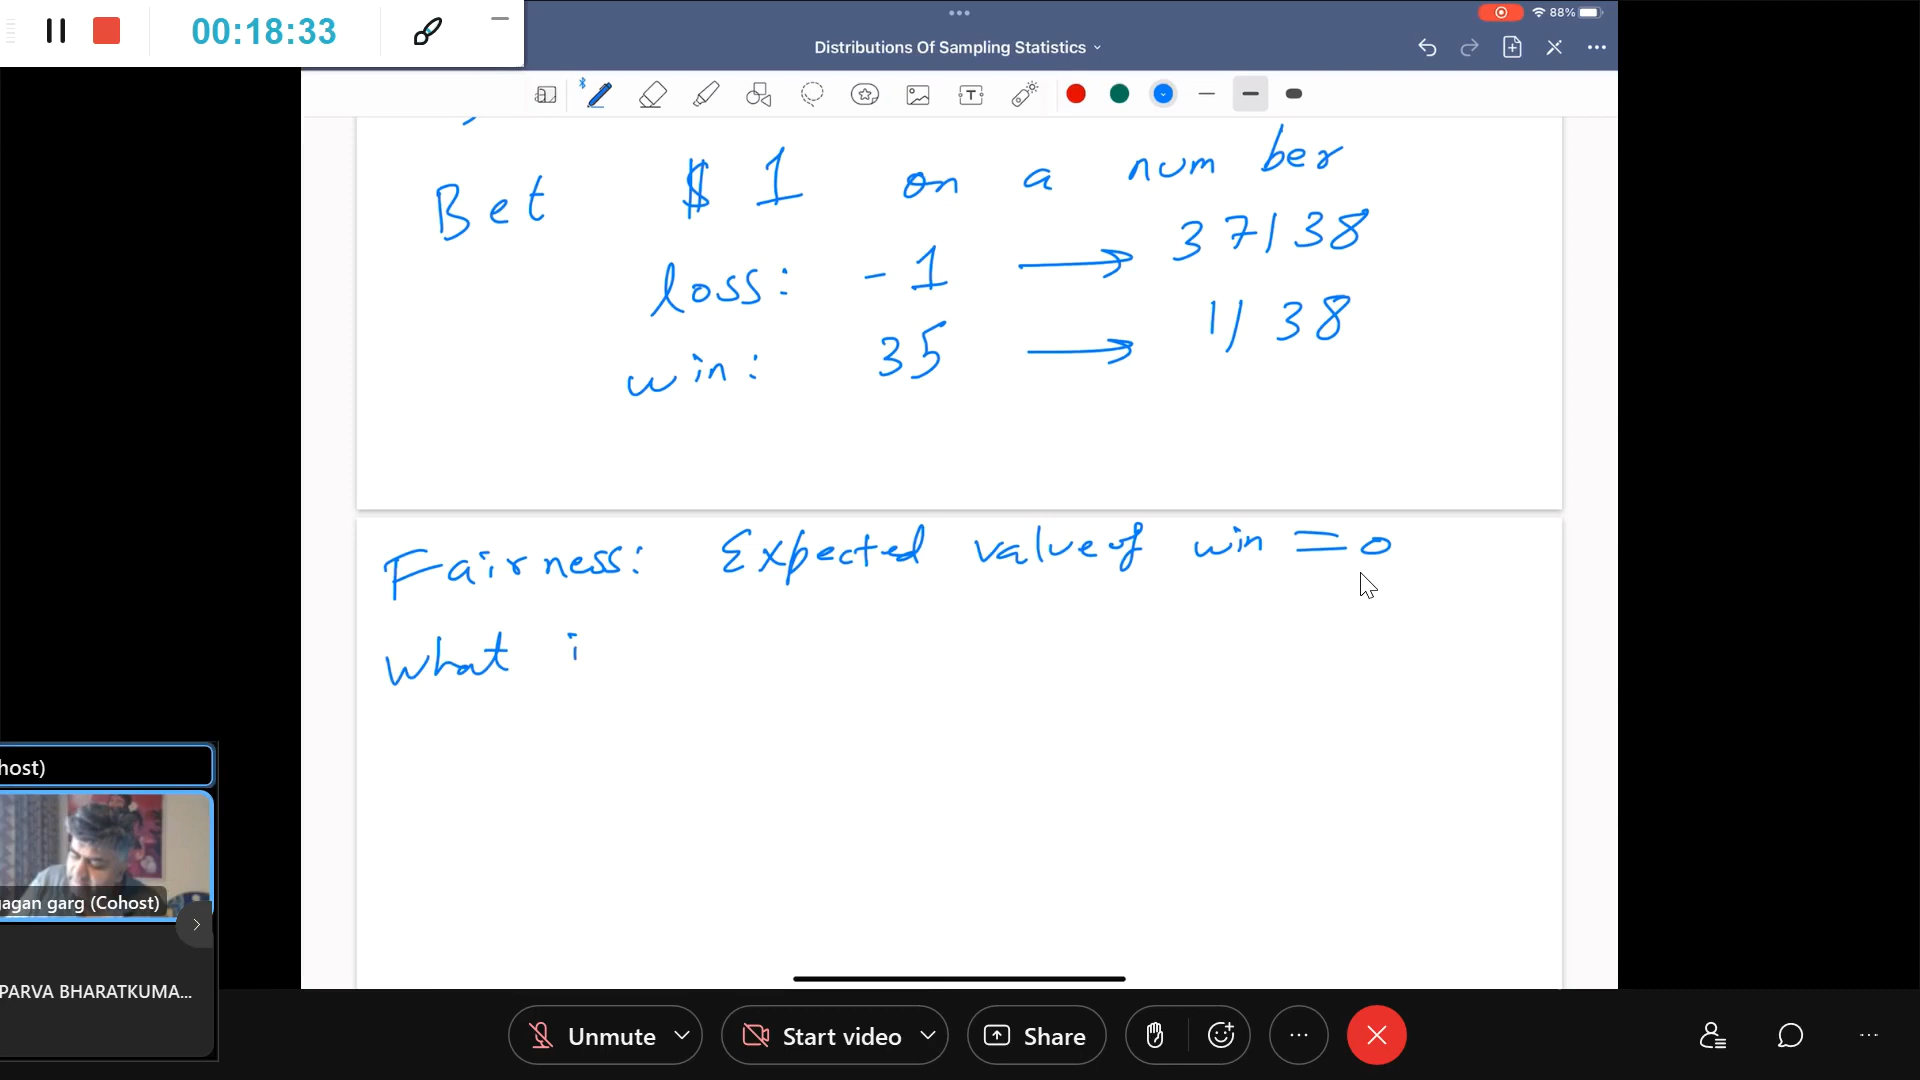 00:18:33
88%
Distributions Of Sampling Statistics
T
Bet $ 1 on a number
loss: - 1 → 37/38
win: 35 → 1/38
Fairness: Expected value of win = 0
what i
host)
agan garg (Cohost)
PARVA BHARATKUMA...
Unmute
Start video
Share